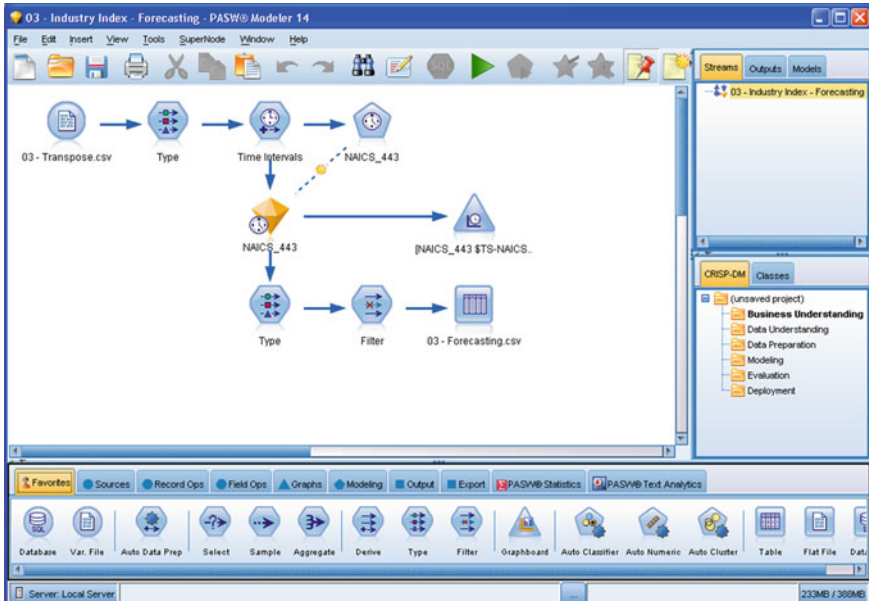 03 - Industry Index - Forecasting - PASW® Modeler 14
File Edit Insert View Tools SuperNode Window Help
SQL
Streams Outputs Models
03 - Industry Index - Forecasting
03 - Transpose.csv Type Time Intervals NAICS_443
NAICS_443 [NAICS_443 $TS-NAICS...
Type Filter 03 - Forecasting.csv
CRISP-DM Classes
(unsaved project)
Business Understanding
Data Understanding
Data Preparation
Modeling
Evaluation
Deployment
Favorites Sources Record Ops Field Ops Graphs Modeling Output Export PASW® Statistics PASW® Text Analytics
SQL
Database Var. File Auto Data Prep Select Sample Aggregate Derive Type Filter Graphboard Auto Classifier Auto Numeric Auto Cluster Table Flat File Data
Server: Local Server ... 233MB / 388MB